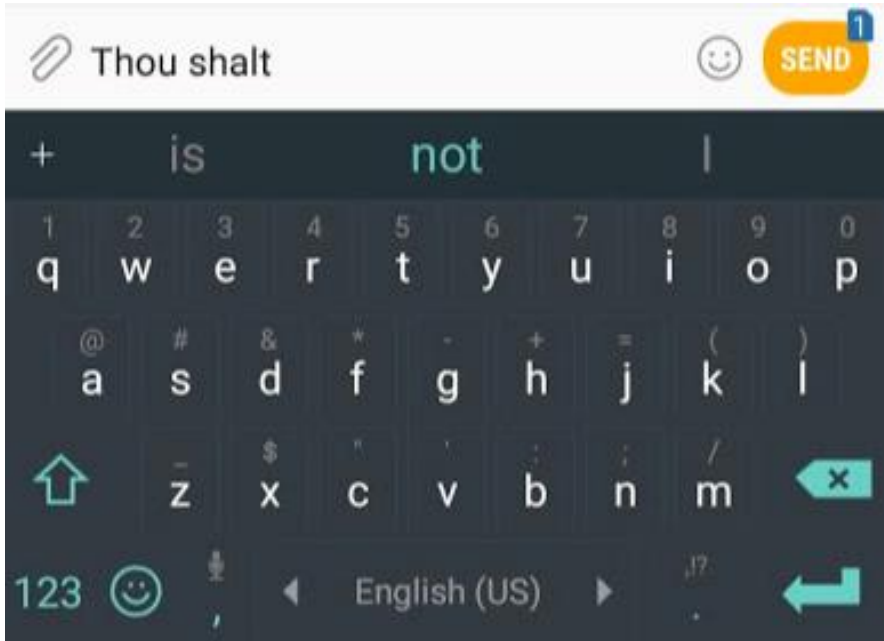 Thou shalt SEND 1
+ is not I
1 2 3 4 5 6 7 8 9 0
q w e r t y u i o p
@ # & * - + = ( )
a s d f g h j k l
_ $ " ' : ; /
z x c v b n m
123 , English (US) ,!? .